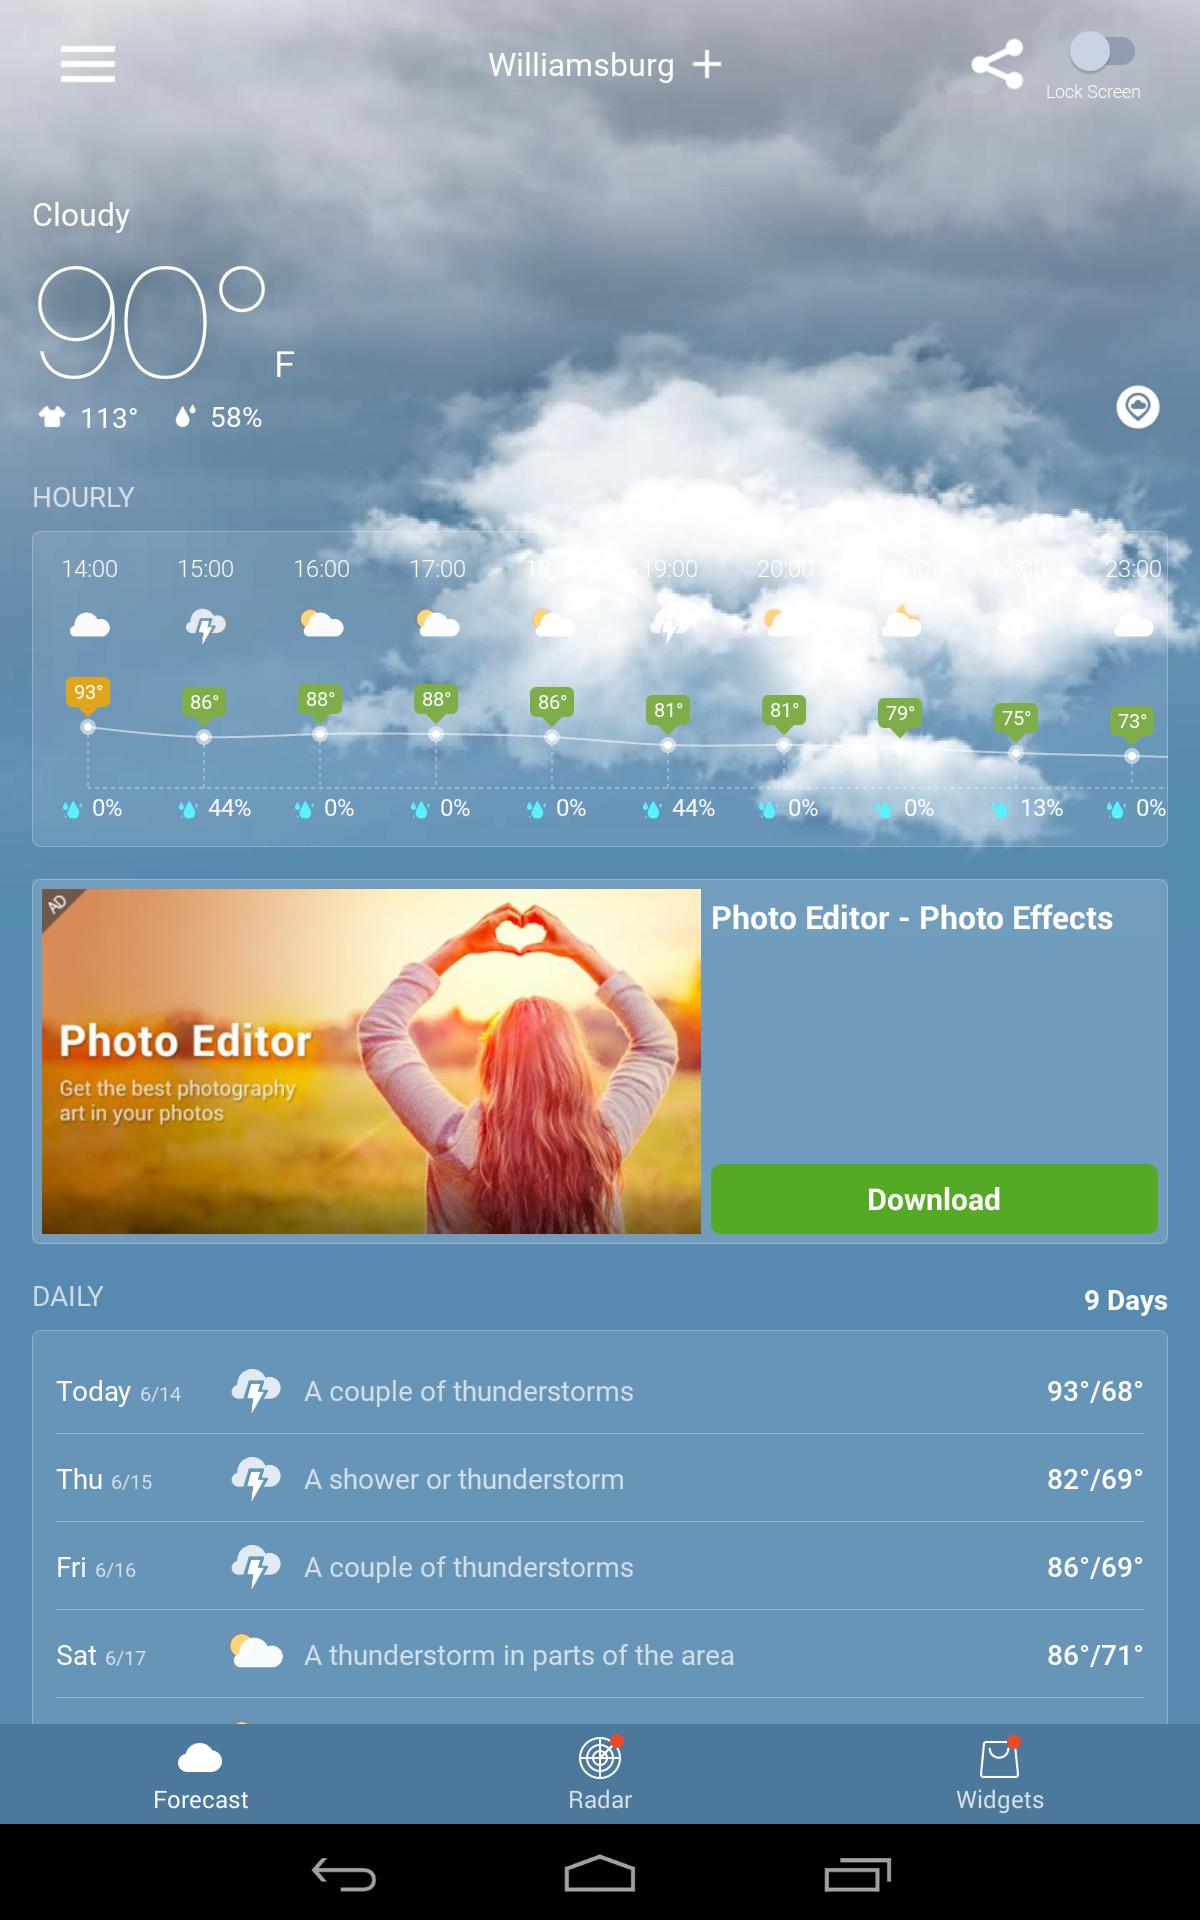 Williamsburg +
Lock Screen
Cloudy
90° F
113° 58%
HOURLY
14:00 15:00 16:00 17:00 19:00 20:00 23:00
93° 86° 88° 88° 86° 81° 81° 79° 75° 73°
0% 44% 0% 0% 0% 44% 0% 0% 13% 0%
AD
Photo Editor - Photo Effects
Photo Editor
Get the best photography
art in your photos
Download
DAILY
9 Days
Today 6/14 A couple of thunderstorms 93°/68°
Thu 6/15 A shower or thunderstorm 82°/69°
Fri 6/16 A couple of thunderstorms 86°/69°
Sat 6/17 A thunderstorm in parts of the area 86°/71°
Forecast Radar Widgets